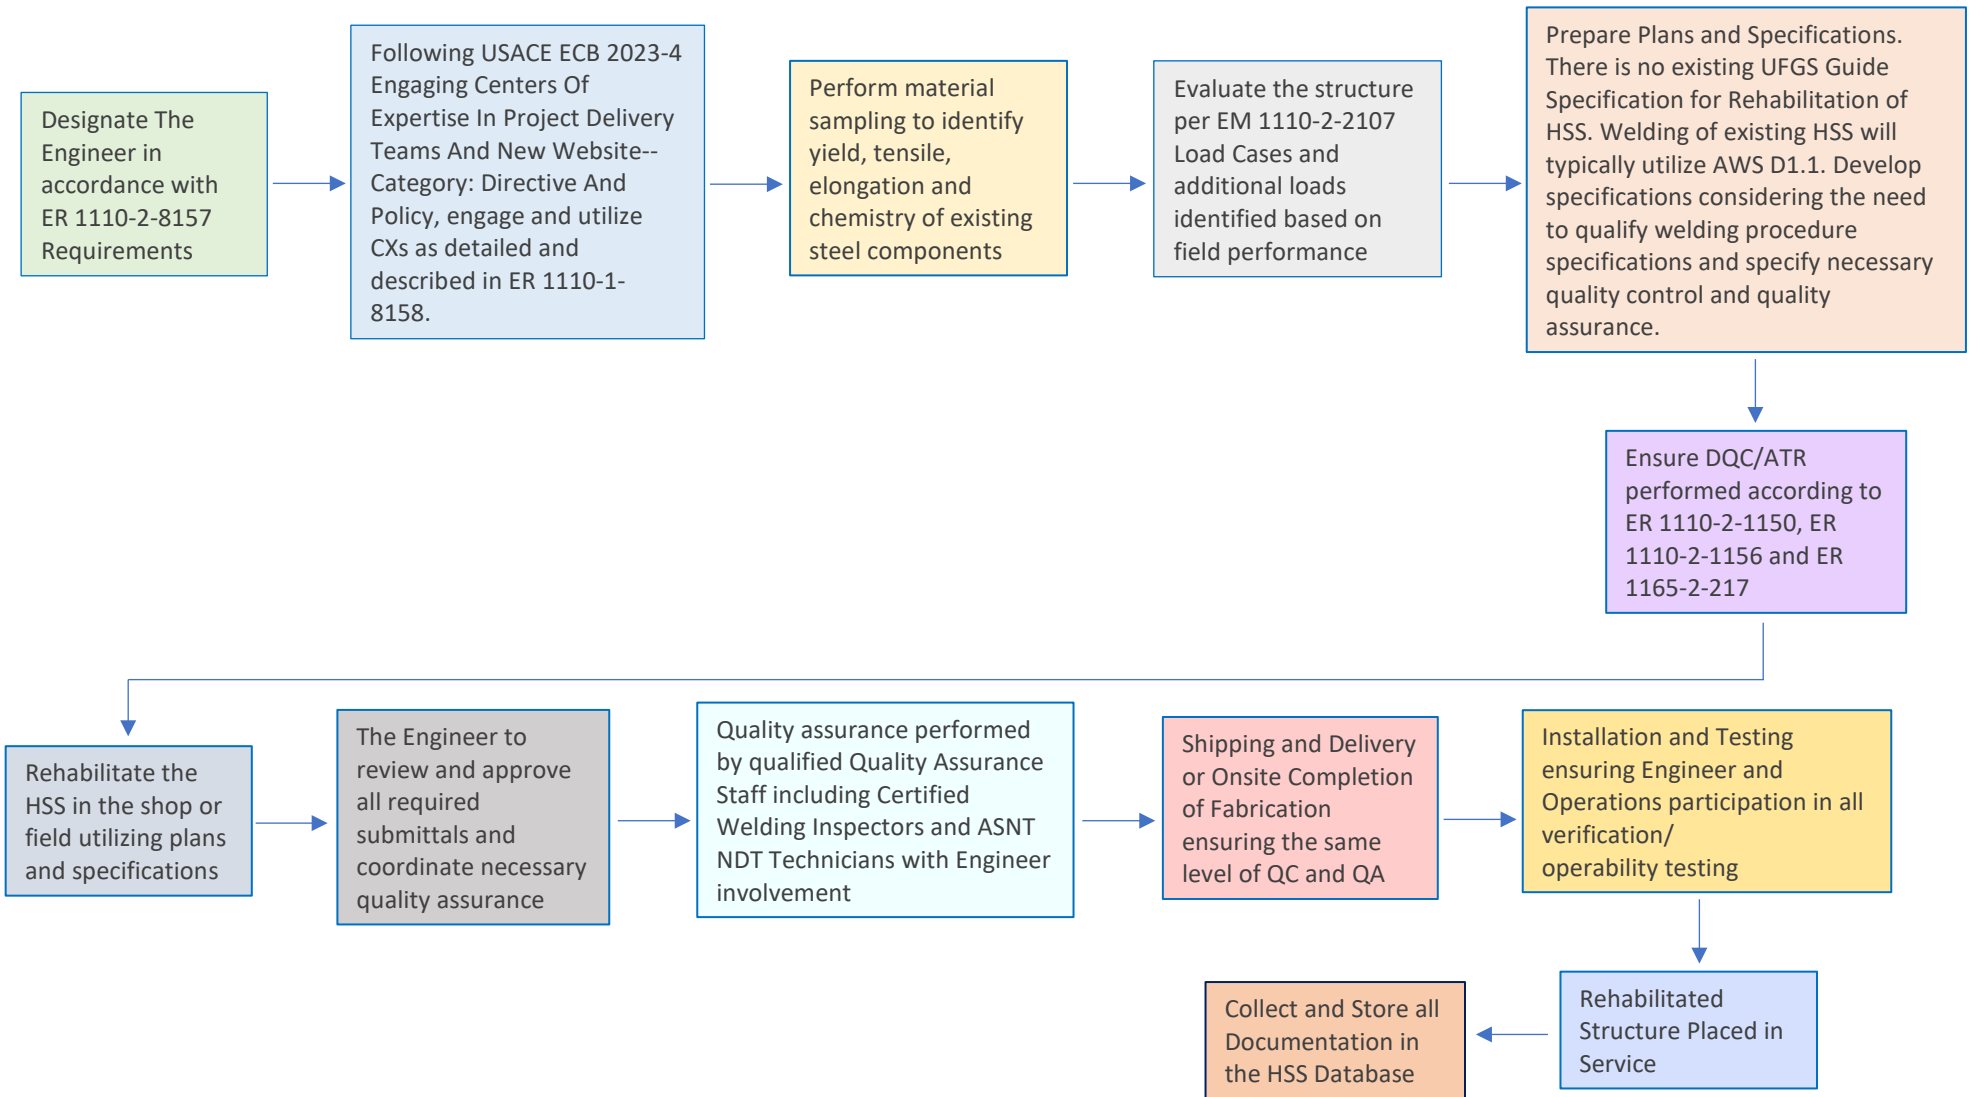 Designate The
Engineer in
accordance with
ER 1110-2-8157
Requirements
Following USACE ECB 2023-4
Engaging Centers Of
Expertise In Project Delivery
Teams And New Website--
Category: Directive And
Policy, engage and utilize
CXs as detailed and
described in ER 1110-1-
8158.
Perform material
sampling to identify
yield, tensile,
elongation and
chemistry of existing
steel components
Evaluate the structure
per EM 1110-2-2107
Load Cases and
additional loads
identified based on
field performance
Prepare Plans and Specifications.
There is no existing UFGS Guide
Specification for Rehabilitation of
HSS. Welding of existing HSS will
typically utilize AWS D1.1. Develop
specifications considering the need
to qualify welding procedure
specifications and specify necessary
quality control and quality
assurance.
Ensure DQC/ATR
performed according to
ER 1110-2-1150, ER
1110-2-1156 and ER
1165-2-217
Rehabilitate the
HSS in the shop or
field utilizing plans
and specifications
The Engineer to
review and approve
all required
submittals and
coordinate necessary
quality assurance
Quality assurance performed
by qualified Quality Assurance
Staff including Certified
Welding Inspectors and ASNT
NDT Technicians with Engineer
involvement
Shipping and Delivery
or Onsite Completion
of Fabrication
ensuring the same
level of QC and QA
Installation and Testing
ensuring Engineer and
Operations participation in all
verification/
operability testing
Rehabilitated
Structure Placed in
Service
Collect and Store all
Documentation in
the HSS Database